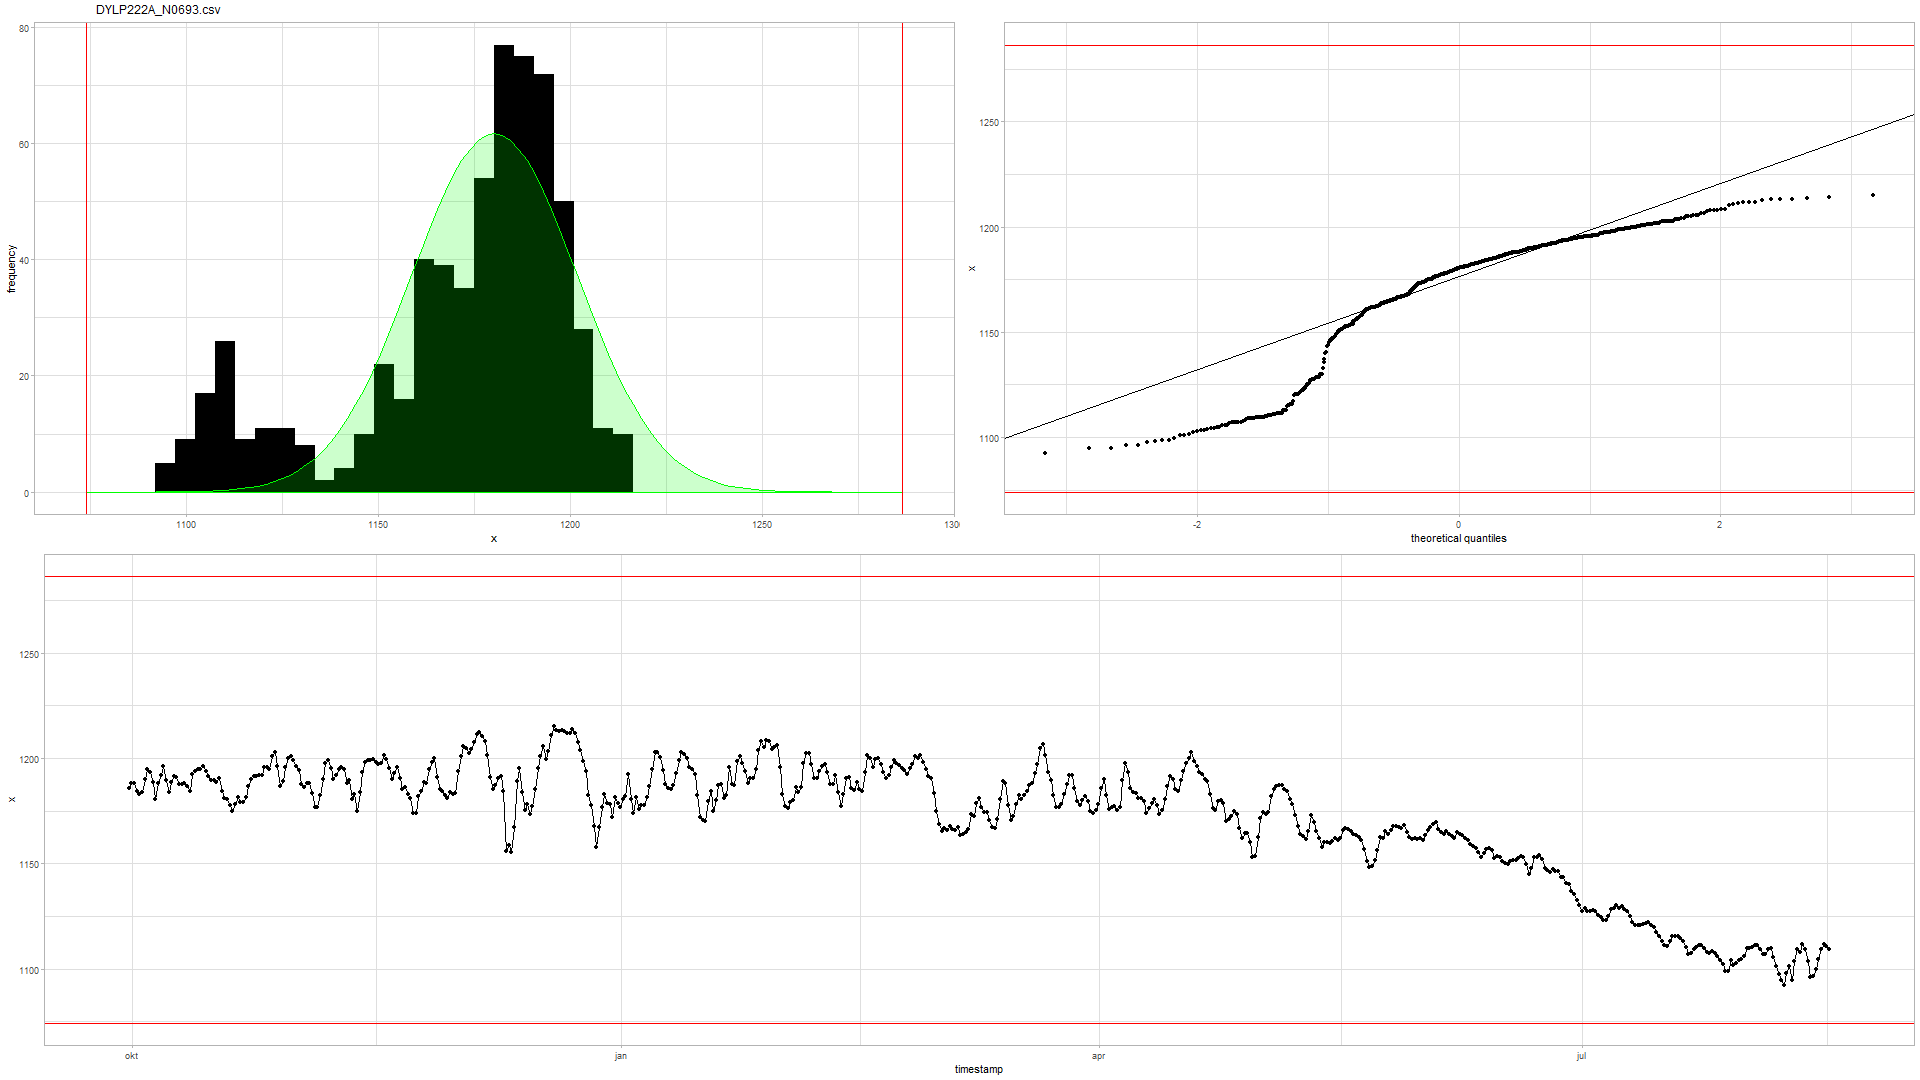 DYLP222A_N0693.csv
80
60
40
20
0
frequency
1100
1150
1200
1250
130
x
1250
1200
1150
1100
x
-2
0
2
theoretical quantiles
1250
1200
1150
1100
x
okt
jan
apr
jul
timestamp